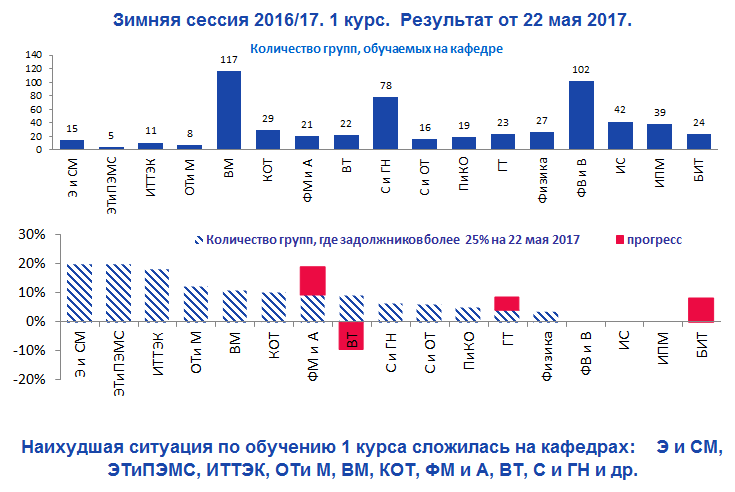 Зимняя сессия 2016/17. 1 курс. Результат от 22 мая 2017.
Количество групп, обучаемых на кафедре
140
120
100
80
60
40
20
0
15
5
11
8
117
29
21
22
78
16
19
23
27
102
42
39
24
Э и СМ
ЭТиПЭМС
ИТТЭК
ОТи М
ВМ
КОТ
ФМ и А
ВТ
С и ГН
С и ОТ
ПиКО
ГТ
Физика
ФВ и В
ИС
ИПМ
БИТ
Количество групп, где задолжников более 25% на 22 мая 2017
прогресс
30%
20%
10%
0%
-10%
-20%
Э и СМ
ЭТиПЭМС
ИТТЭК
ОТи М
ВМ
КОТ
ФМ и А
ВТ
С и ГН
С и ОТ
ПиКО
ГТ
Физика
ФВ и В
ИС
ИПМ
БИТ
Наихудшая ситуация по обучению 1 курса сложилась на кафедрах: Э и СМ,
ЭТиПЭМС, ИТТЭК, ОТи М, ВМ, КОТ, ФМ и А, ВТ, С и ГН и др.